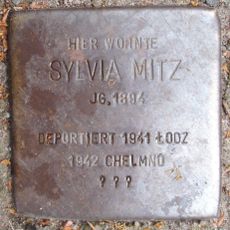 HIER WOHNTE
SYLVIA MITZ
JG. 1894
DEPORTIERT 1941 ŁODZ
1942 CHELMNO
? ? ?